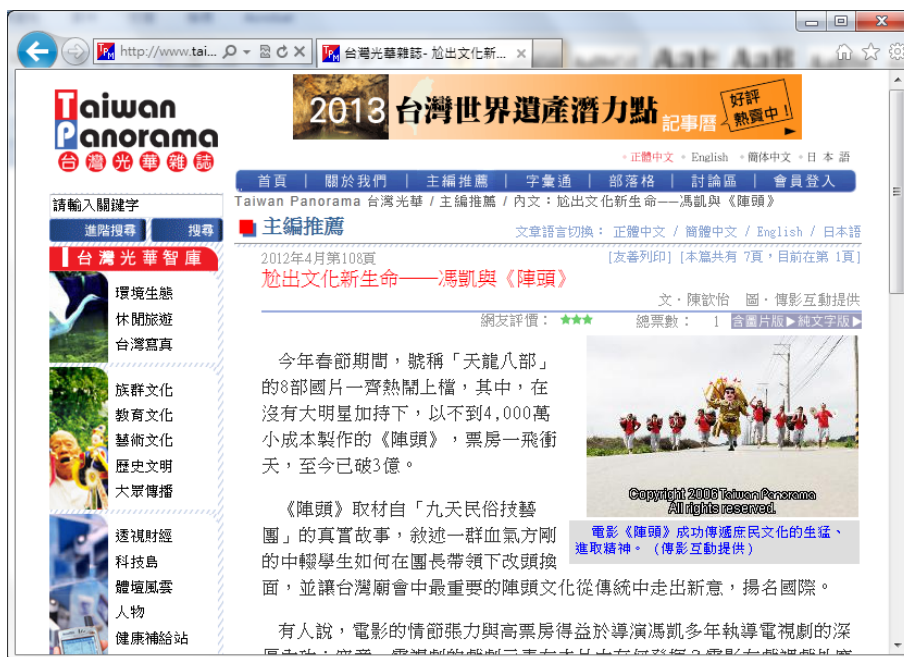 http://www.tai...
台灣光華雜誌- 尬出文化新...
Taiwan
Panorama
台灣光華雜誌
2013 台灣世界遺產潛力點 記事曆 好評
熱賣中!
正體中文 English 簡体中文 日本語
首頁 | 關於我們 | 主編推薦 | 字彙通 | 部落格 | 討論區 | 會員登入
請輸入關鍵字
進階搜尋 搜尋
台灣光華智庫
環境生態
休閒旅遊
台灣寫真
族群文化
教育文化
藝術文化
歷史文明
大眾傳播
透視財經
科技島
體壇風雲
人物
健康補給站
Taiwan Panorama 台灣光華 / 主編推薦 / 內文:尬出文化新生命——馮凱與《陣頭》
主編推薦
文章語言切換: 正體中文 / 簡體中文 / English / 日本語
2012年4月第108頁
[友善列印] [本篇共有 7頁,目前在第 1頁]
尬出文化新生命——馮凱與《陣頭》
文‧陳歆怡 圖‧傳影互動提供
網友評價: ★★★ 總票數: 1 含圖片版▶純文字版▶
今年春節期間,號稱「天龍八部」
的8部國片一齊熱鬧上檔,其中,在
沒有大明星加持下,以不到4,000萬
小成本製作的《陣頭》,票房一飛衝
天,至今已破3億。
Copyright 2006 Taiwan Panorama
All rights reserved.
電影《陣頭》成功傳遞庶民文化的生猛、
進取精神。(傳影互動提供)
《陣頭》取材自「九天民俗技藝
團」的真實故事,敘述一群血氣方剛
的中輟學生如何在團長帶領下改頭換
面,並讓台灣廟會中最重要的陣頭文化從傳統中走出新意,揚名國際。
有人說,電影的情節張力與高票房得益於導演馮凱多年執導電視劇的深